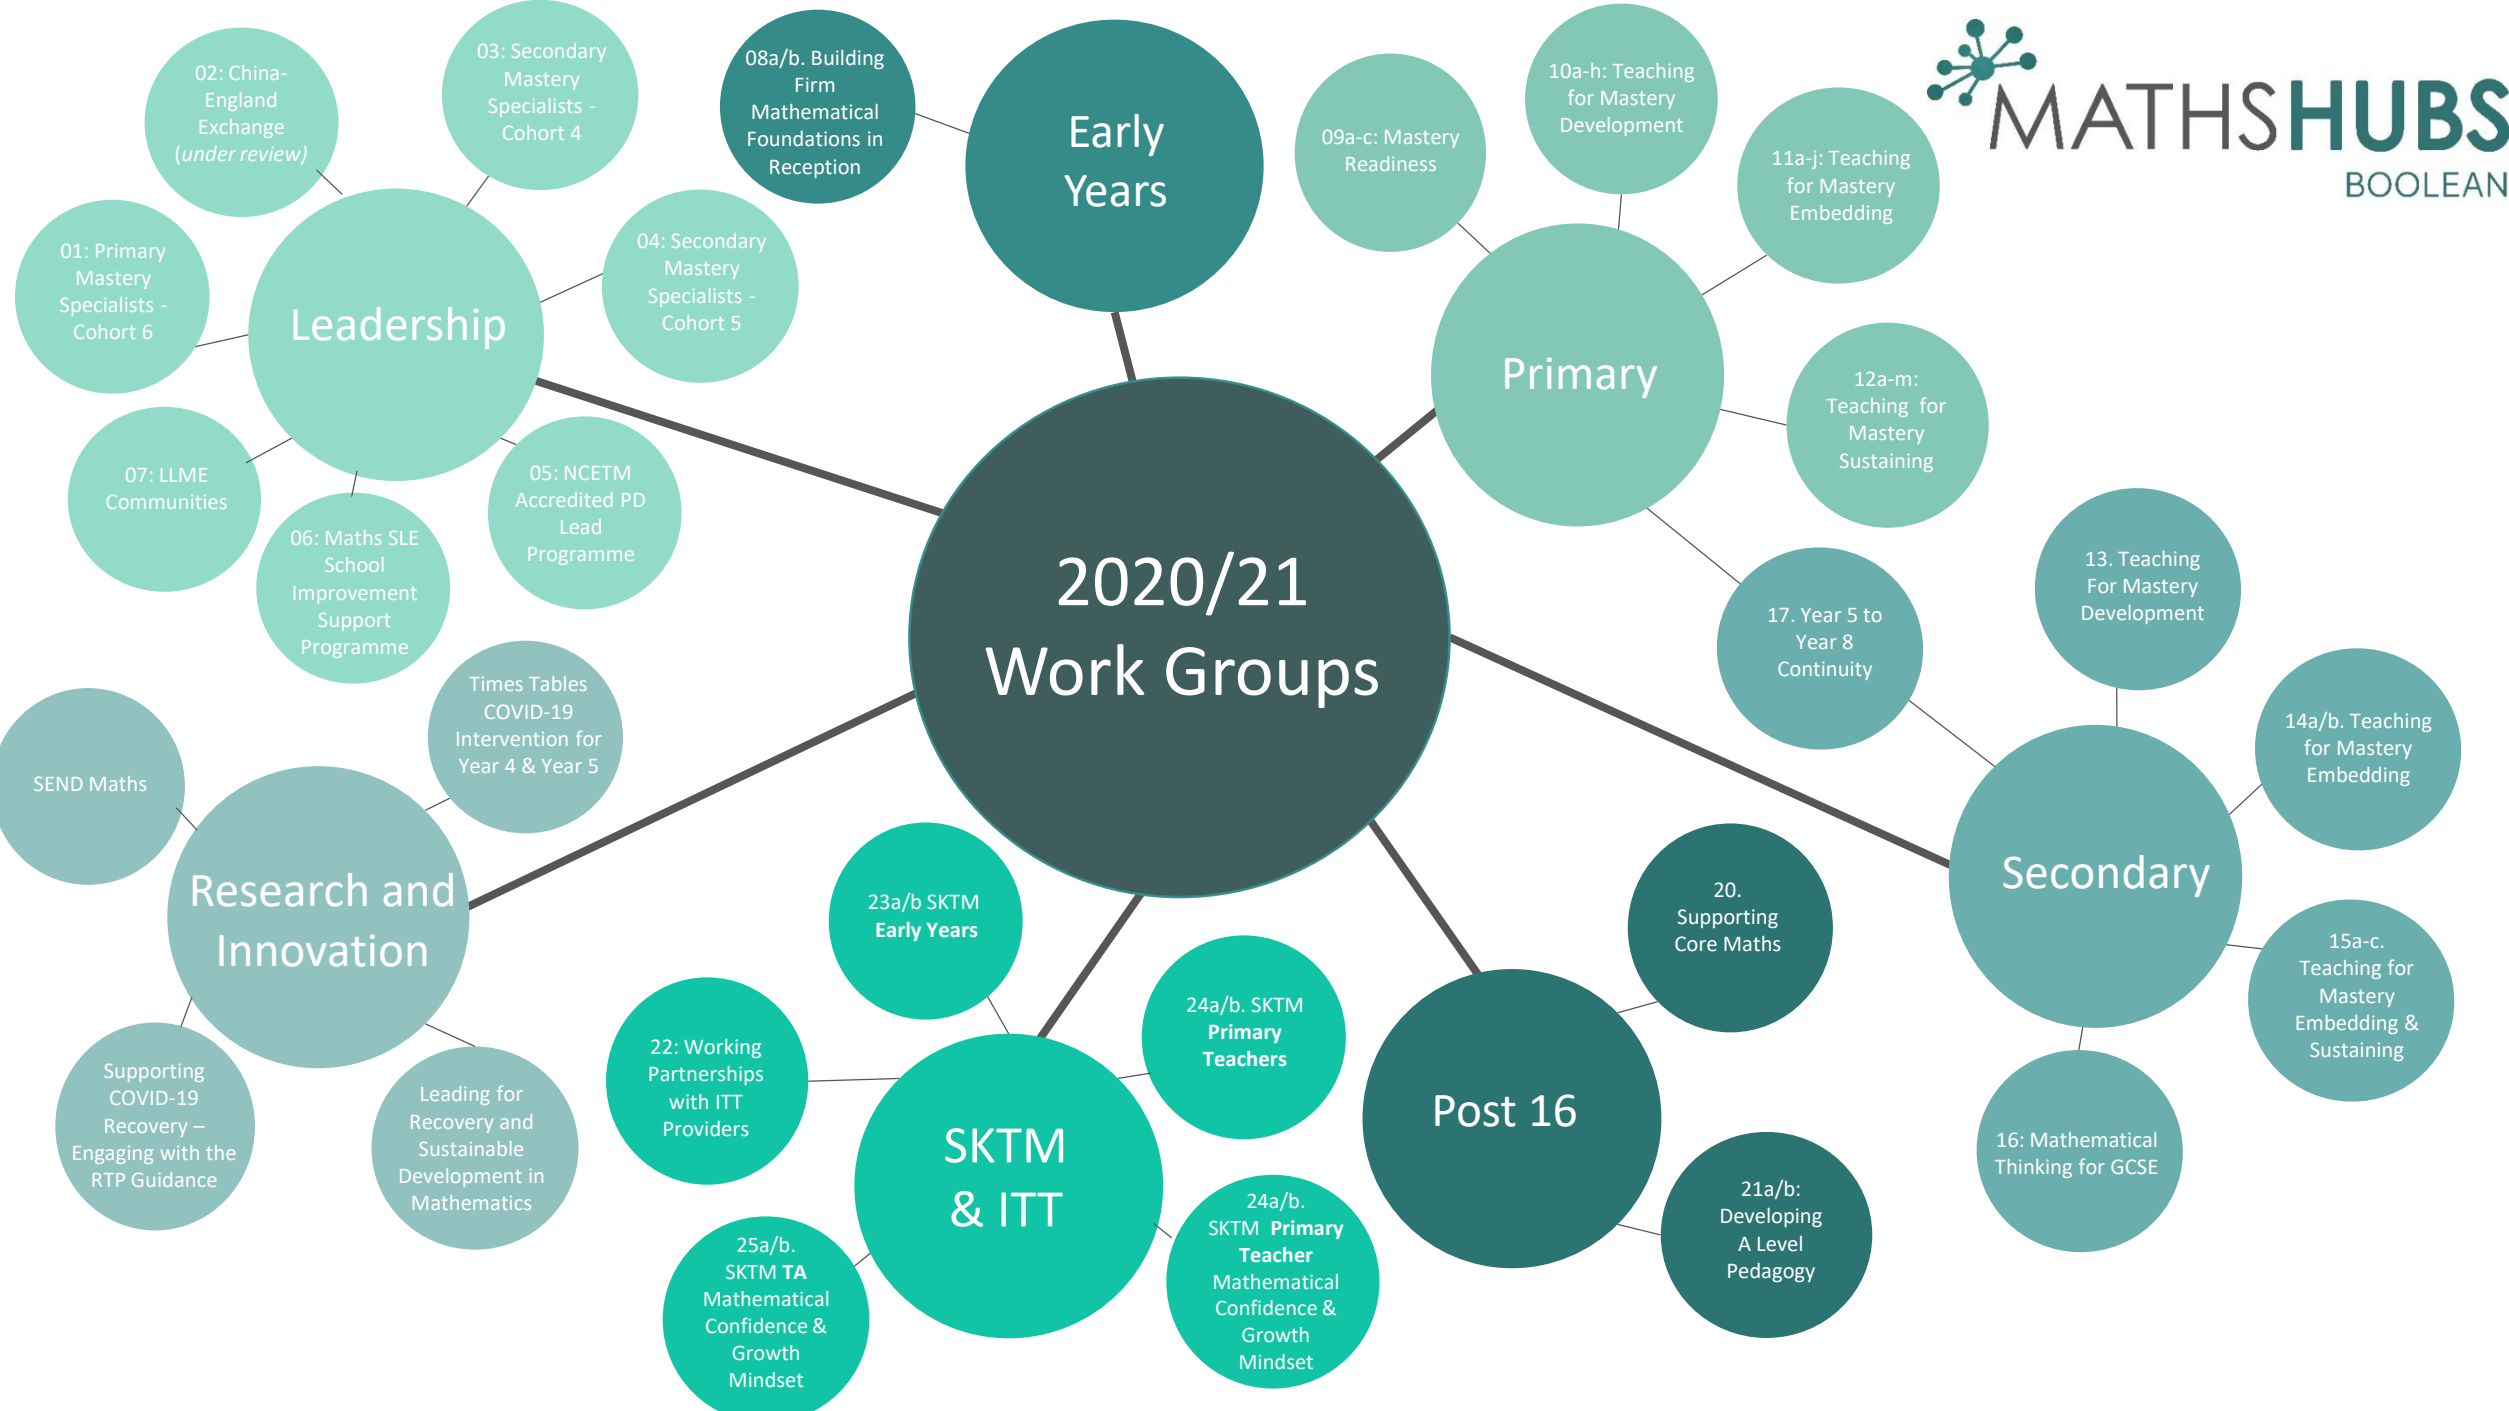 MATHSHUBS
BOOLEAN
2020/21
Work Groups
Leadership
01: Primary
Mastery
Specialists -
Cohort 6
02: China-
England
Exchange
(under review)
03: Secondary
Mastery
Specialists -
Cohort 4
04: Secondary
Mastery
Specialists -
Cohort 5
05: NCETM
Accredited PD
Lead
Programme
06: Maths SLE
School
Improvement
Support
Programme
07: LLME
Communities
Early
Years
08a/b. Building
Firm
Mathematical
Foundations in
Reception
Primary
09a-c: Mastery
Readiness
10a-h: Teaching
for Mastery
Development
11a-j: Teaching
for Mastery
Embedding
12a-m:
Teaching for
Mastery
Sustaining
17. Year 5 to
Year 8
Continuity
Secondary
13. Teaching
For Mastery
Development
14a/b. Teaching
for Mastery
Embedding
15a-c.
Teaching for
Mastery
Embedding &
Sustaining
16: Mathematical
Thinking for GCSE
Post 16
20.
Supporting
Core Maths
21a/b:
Developing
A Level
Pedagogy
SKTM
& ITT
22: Working
Partnerships
with ITT
Providers
23a/b SKTM
Early Years
24a/b. SKTM
Primary
Teachers
24a/b.
SKTM Primary
Teacher
Mathematical
Confidence &
Growth
Mindset
25a/b.
SKTM TA
Mathematical
Confidence &
Growth
Mindset
Research and
Innovation
SEND Maths
Times Tables
COVID-19
Intervention for
Year 4 & Year 5
Supporting
COVID-19
Recovery –
Engaging with the
RTP Guidance
Leading for
Recovery and
Sustainable
Development in
Mathematics